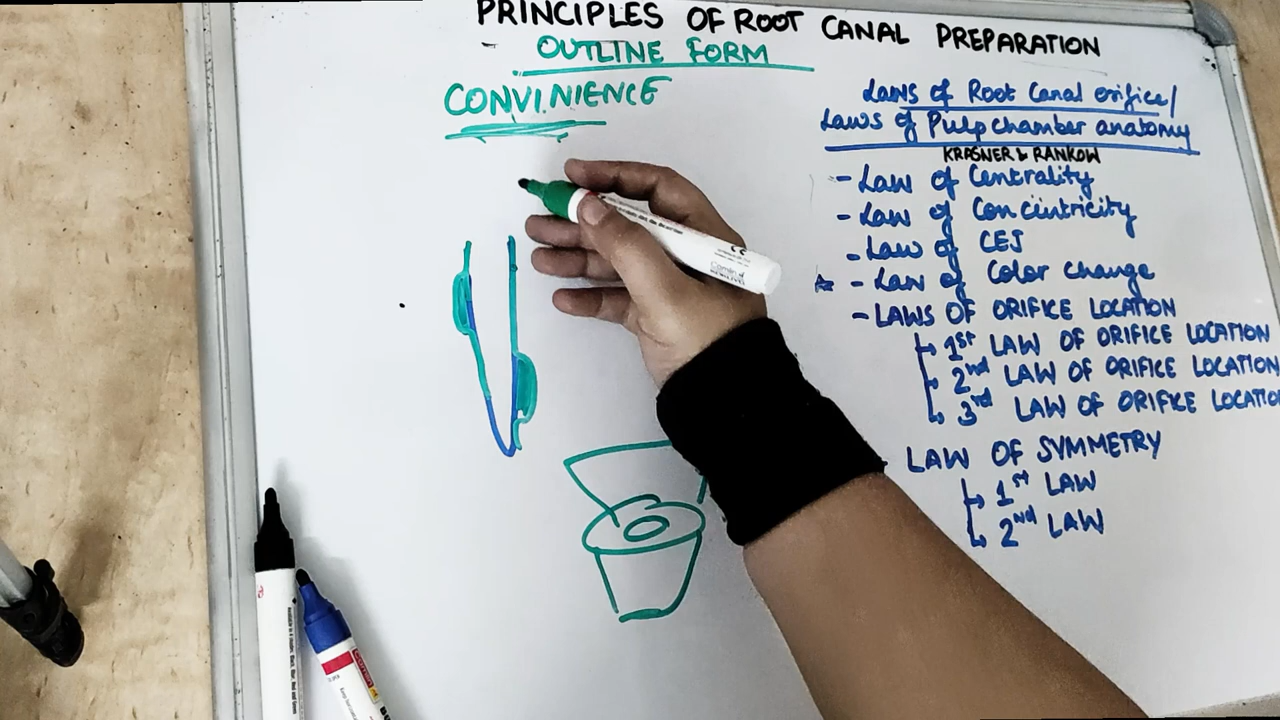 PRINCIPLES OF ROOT CANAL PREPARATION
OUTLINE FORM
CONVINIENCE
Laws of Root Canal orifice/
Laws of Pulp chamber anatomy
KRASNER & RANKOW
- Law of Centrality
- Law of Concentricity
- Law of CEJ
- Law of Color Change
- LAWS OF ORIFICE LOCATION
1st LAW OF ORIFICE LOCATION
2nd LAW OF ORIFICE LOCATION
3rd LAW OF ORIFICE LOCATIO
LAW OF SYMMETRY
1st LAW
2nd LAW
Camlin